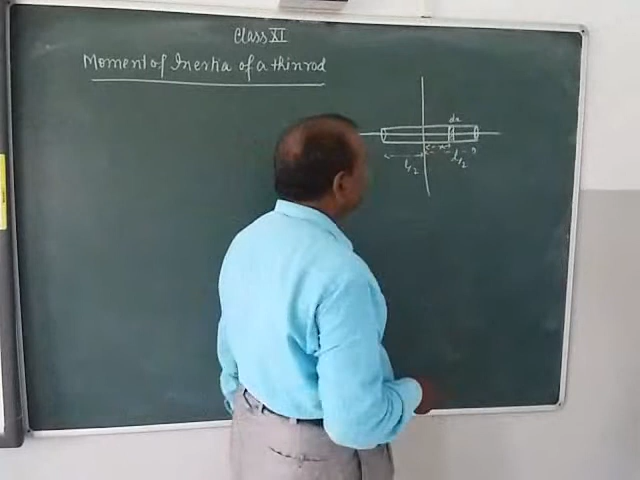 Class XI
Moment of Inertia of a thin rod
dx
x
l/2
l/2